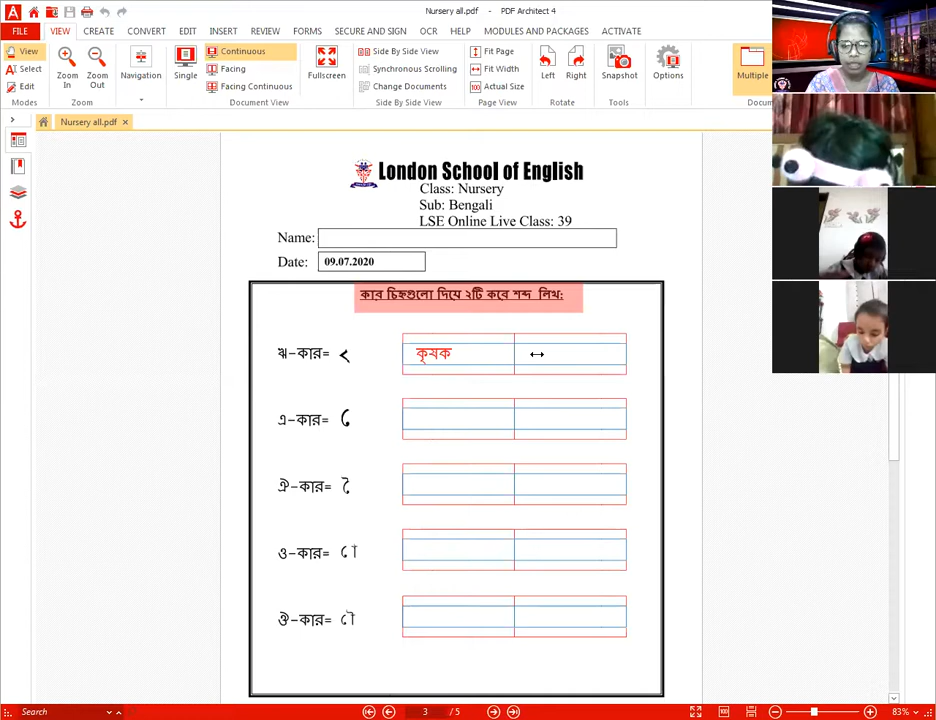 Nursery all.pdf - PDF Architect 4
FILE VIEW CREATE CONVERT EDIT INSERT REVIEW FORMS SECURE AND SIGN OCR HELP MODULES AND PACKAGES ACTIVATE
View
Select
Edit
Modes
Zoom In
Zoom Out
Zoom
Navigation
Single
Continuous
Facing
Facing Continuous
Document View
Fullscreen
Side By Side View
Synchronous Scrolling
Change Documents
Side By Side View
Fit Page
Fit Width
Actual Size
Page View
Left
Right
Rotate
Snapshot
Tools
Options
Multiple
Docum
Nursery all.pdf
London School of English
Class: Nursery
Sub: Bengali
LSE Online Live Class: 39
Name:
Date: 09.07.2020
কার চিহ্নগুলো দিয়ে ২টি করে শব্দ লিখ:
ঋ-কার= ৃ কৃষক
এ-কার= ে
ঐ-কার= ৈ
ও-কার= ো
ঔ-কার= ৌ
Search 3 / 5 83%